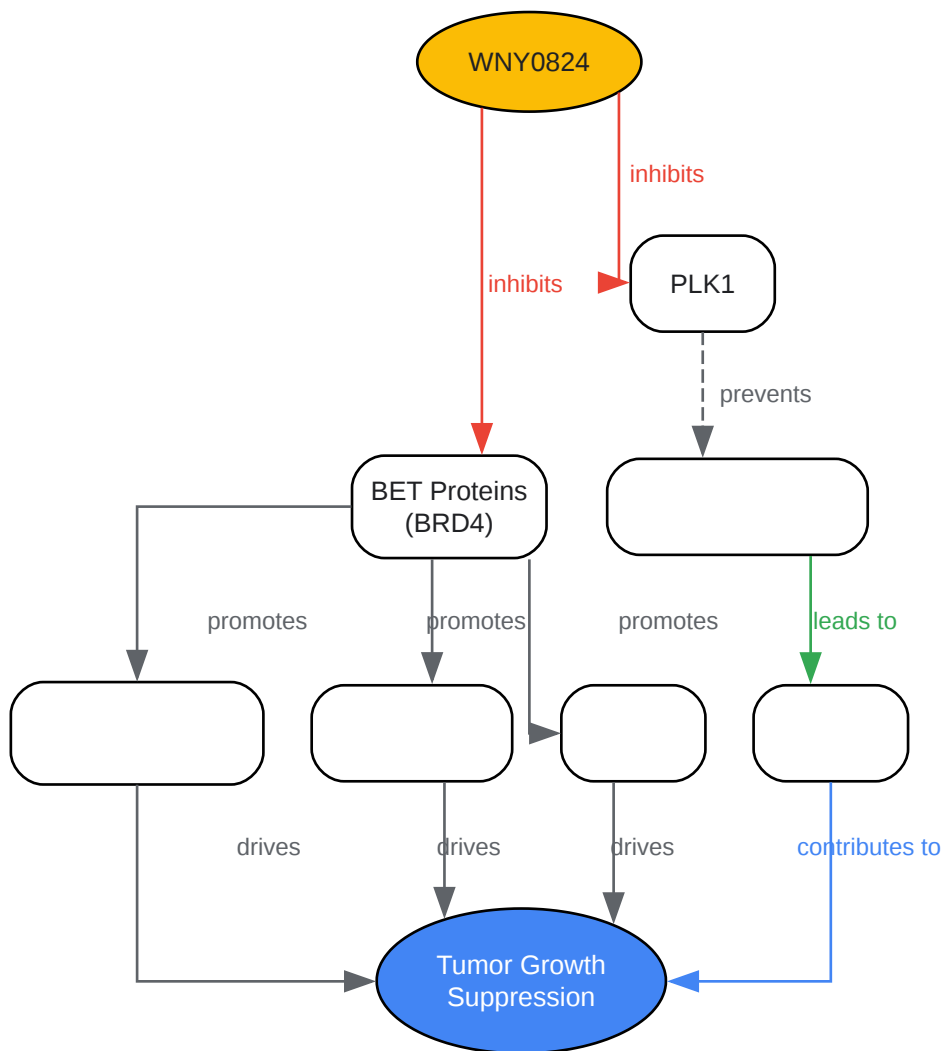 WNY0824
inhibits
inhibits
PLK1
prevents
BET Proteins
(BRD4)
promotes
promotes
promotes
leads to
drives
drives
drives
contributes to
Tumor Growth
Suppression